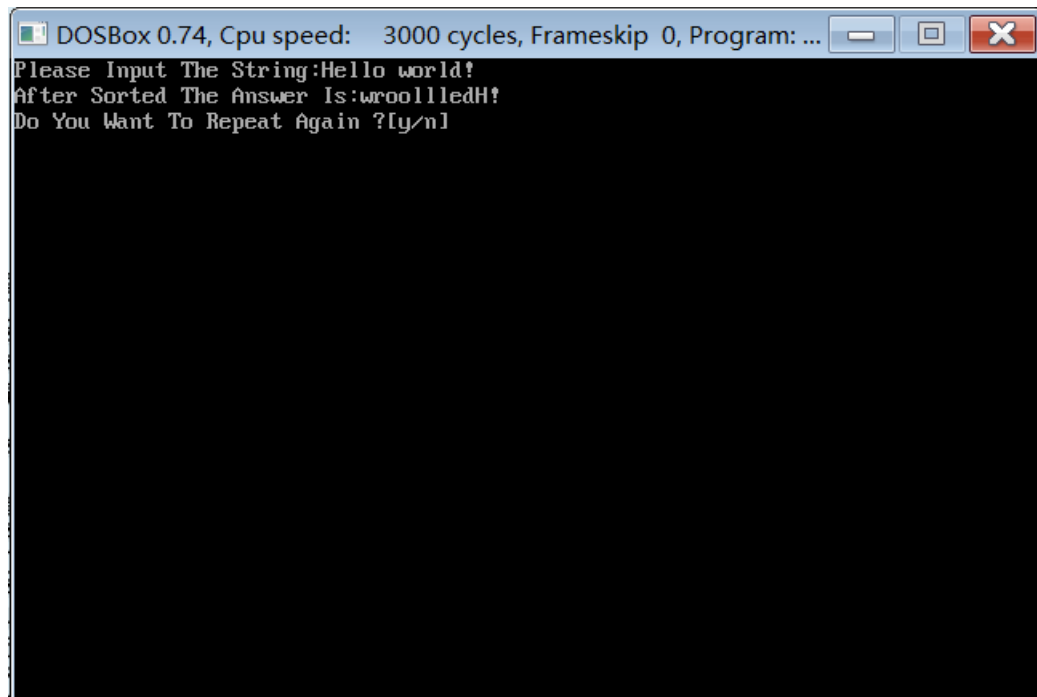 DOSBox 0.74, Cpu speed: 3000 cycles, Frameskip 0, Program: ...
Please Input The String:Hello world!
After Sorted The Answer Is:wroollledH!
Do You Want To Repeat Again ?[y/n]